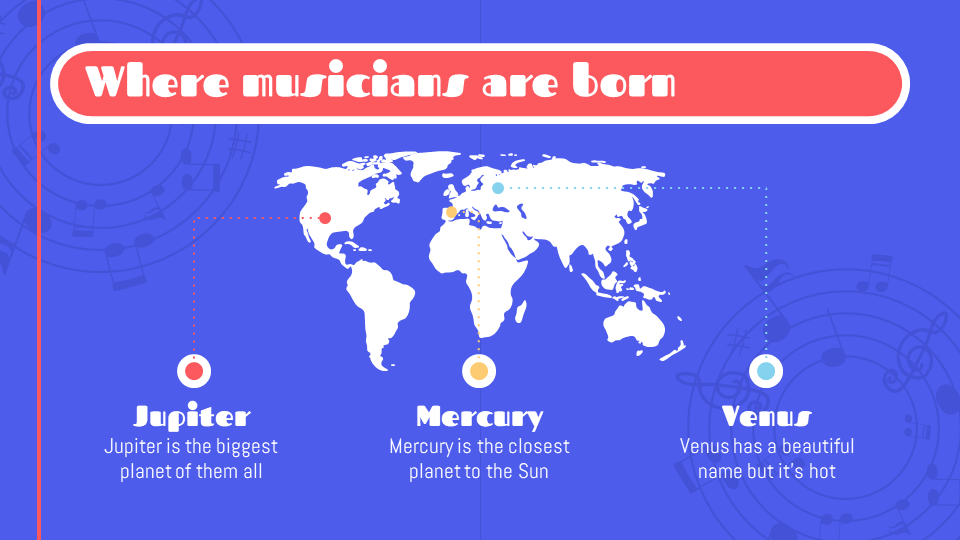 Where musicians are born
Jupiter
Jupiter is the biggest
planet of them all
Mercury
Mercury is the closest
planet to the Sun
Venus
Venus has a beautiful
name but it's hot